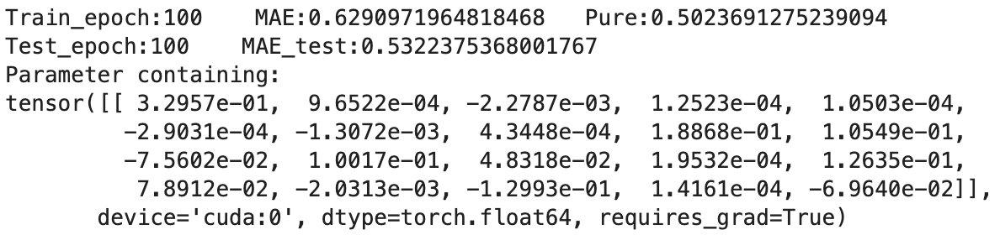 Train_epoch:100    MAE:0.6290971964818468   Pure:0.5023691275239094
Test_epoch:100    MAE_test:0.5322375368001767
Parameter containing:
tensor([[ 3.2957e-01,  9.6522e-04, -2.2787e-03,  1.2523e-04,  1.0503e-04,
         -2.9031e-04, -1.3072e-03,  4.3448e-04,  1.8868e-01,  1.0549e-01,
         -7.5602e-02,  1.0017e-01,  4.8318e-02,  1.9532e-04,  1.2635e-01,
          7.8912e-02, -2.0313e-03, -1.2993e-01,  1.4161e-04, -6.9640e-02]],
       device='cuda:0', dtype=torch.float64, requires_grad=True)